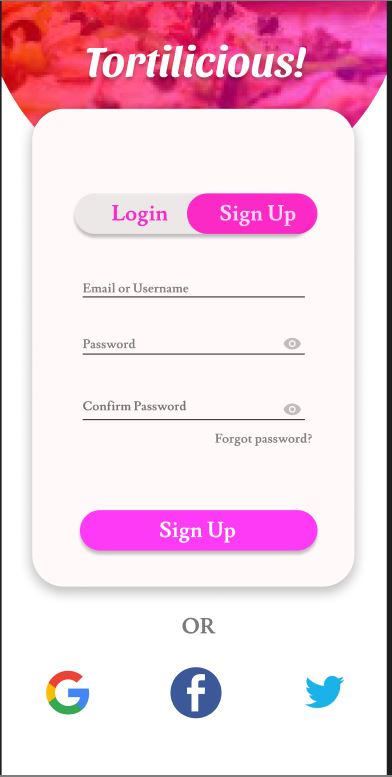 Tortilicious!
Login Sign Up
Email or Username
Password
Confirm Password
Forgot password?
Sign Up
OR